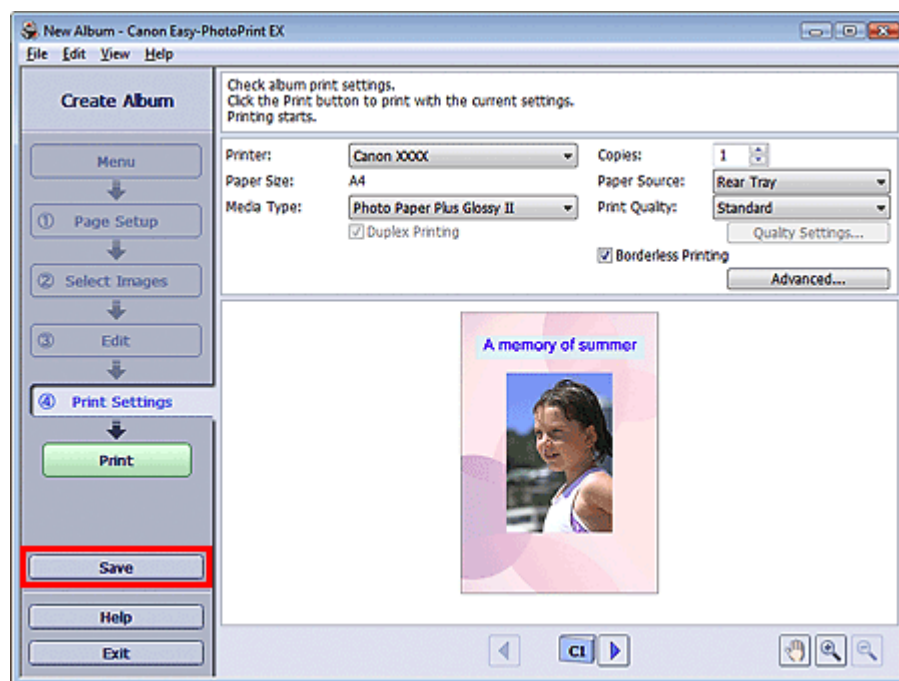 New Album - Canon Easy-PhotoPrint EX
File Edit View Help
Create Album
Menu
① Page Setup
② Select Images
③ Edit
④ Print Settings
Print
Save
Help
Exit
Check album print settings.
Click the Print button to print with the current settings.
Printing starts.
Printer: Canon XXXX Copies: 1
Paper Size: A4 Paper Source: Rear Tray
Media Type: Photo Paper Plus Glossy II Print Quality: Standard
Duplex Printing Quality Settings...
Borderless Printing
Advanced...
A memory of summer
C1